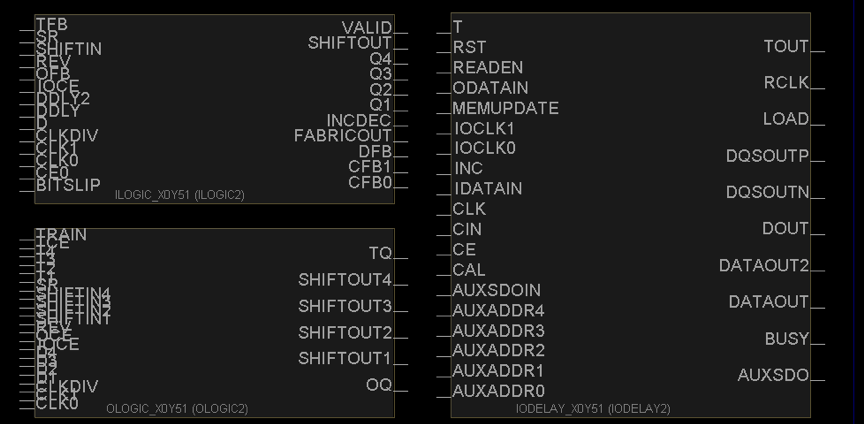 TFB
SR
SHIFTIN
REV
OFB
IOCE
DDLY2
DDLY
D
CLKDIV
CLK1
CLK0
CE0
BITSLIP
VALID
SHIFTOUT
Q4
Q3
Q2
Q1
INCDEC
FABRICOUT
DFB
CFB1
CFB0
ILOGIC_X0Y51 (ILOGIC2)
TRAIN
TCE
T4
T3
T2
T1
SR
SHIFTIN4
SHIFTIN3
SHIFTIN2
SHIFTIN1
REV
OCE
IOCE
D4
D3
D2
D1
CLKDIV
CLK1
CLK0
TQ
SHIFTOUT4
SHIFTOUT3
SHIFTOUT2
SHIFTOUT1
OQ
OLOGIC_X0Y51 (OLOGIC2)
T
RST
READEN
ODATAIN
MEMUPDATE
IOCLK1
IOCLK0
INC
IDATAIN
CLK
CIN
CE
CAL
AUXSDOIN
AUXADDR4
AUXADDR3
AUXADDR2
AUXADDR1
AUXADDR0
TOUT
RCLK
LOAD
DQSOUTP
DQSOUTN
DOUT
DATAOUT2
DATAOUT
BUSY
AUXSDO
IODELAY_X0Y51 (IODELAY2)